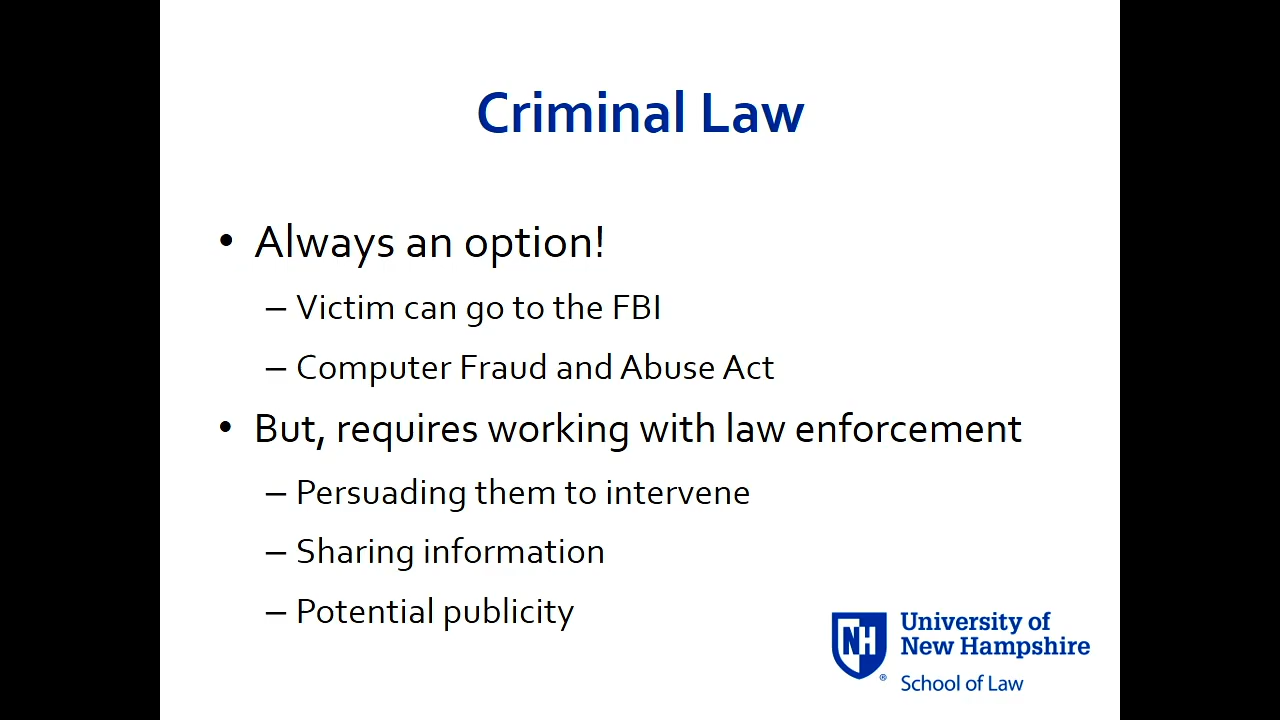 Criminal Law
• Always an option!
– Victim can go to the FBI
– Computer Fraud and Abuse Act
• But, requires working with law enforcement
– Persuading them to intervene
– Sharing information
– Potential publicity
NH ®
University of
New Hampshire
School of Law